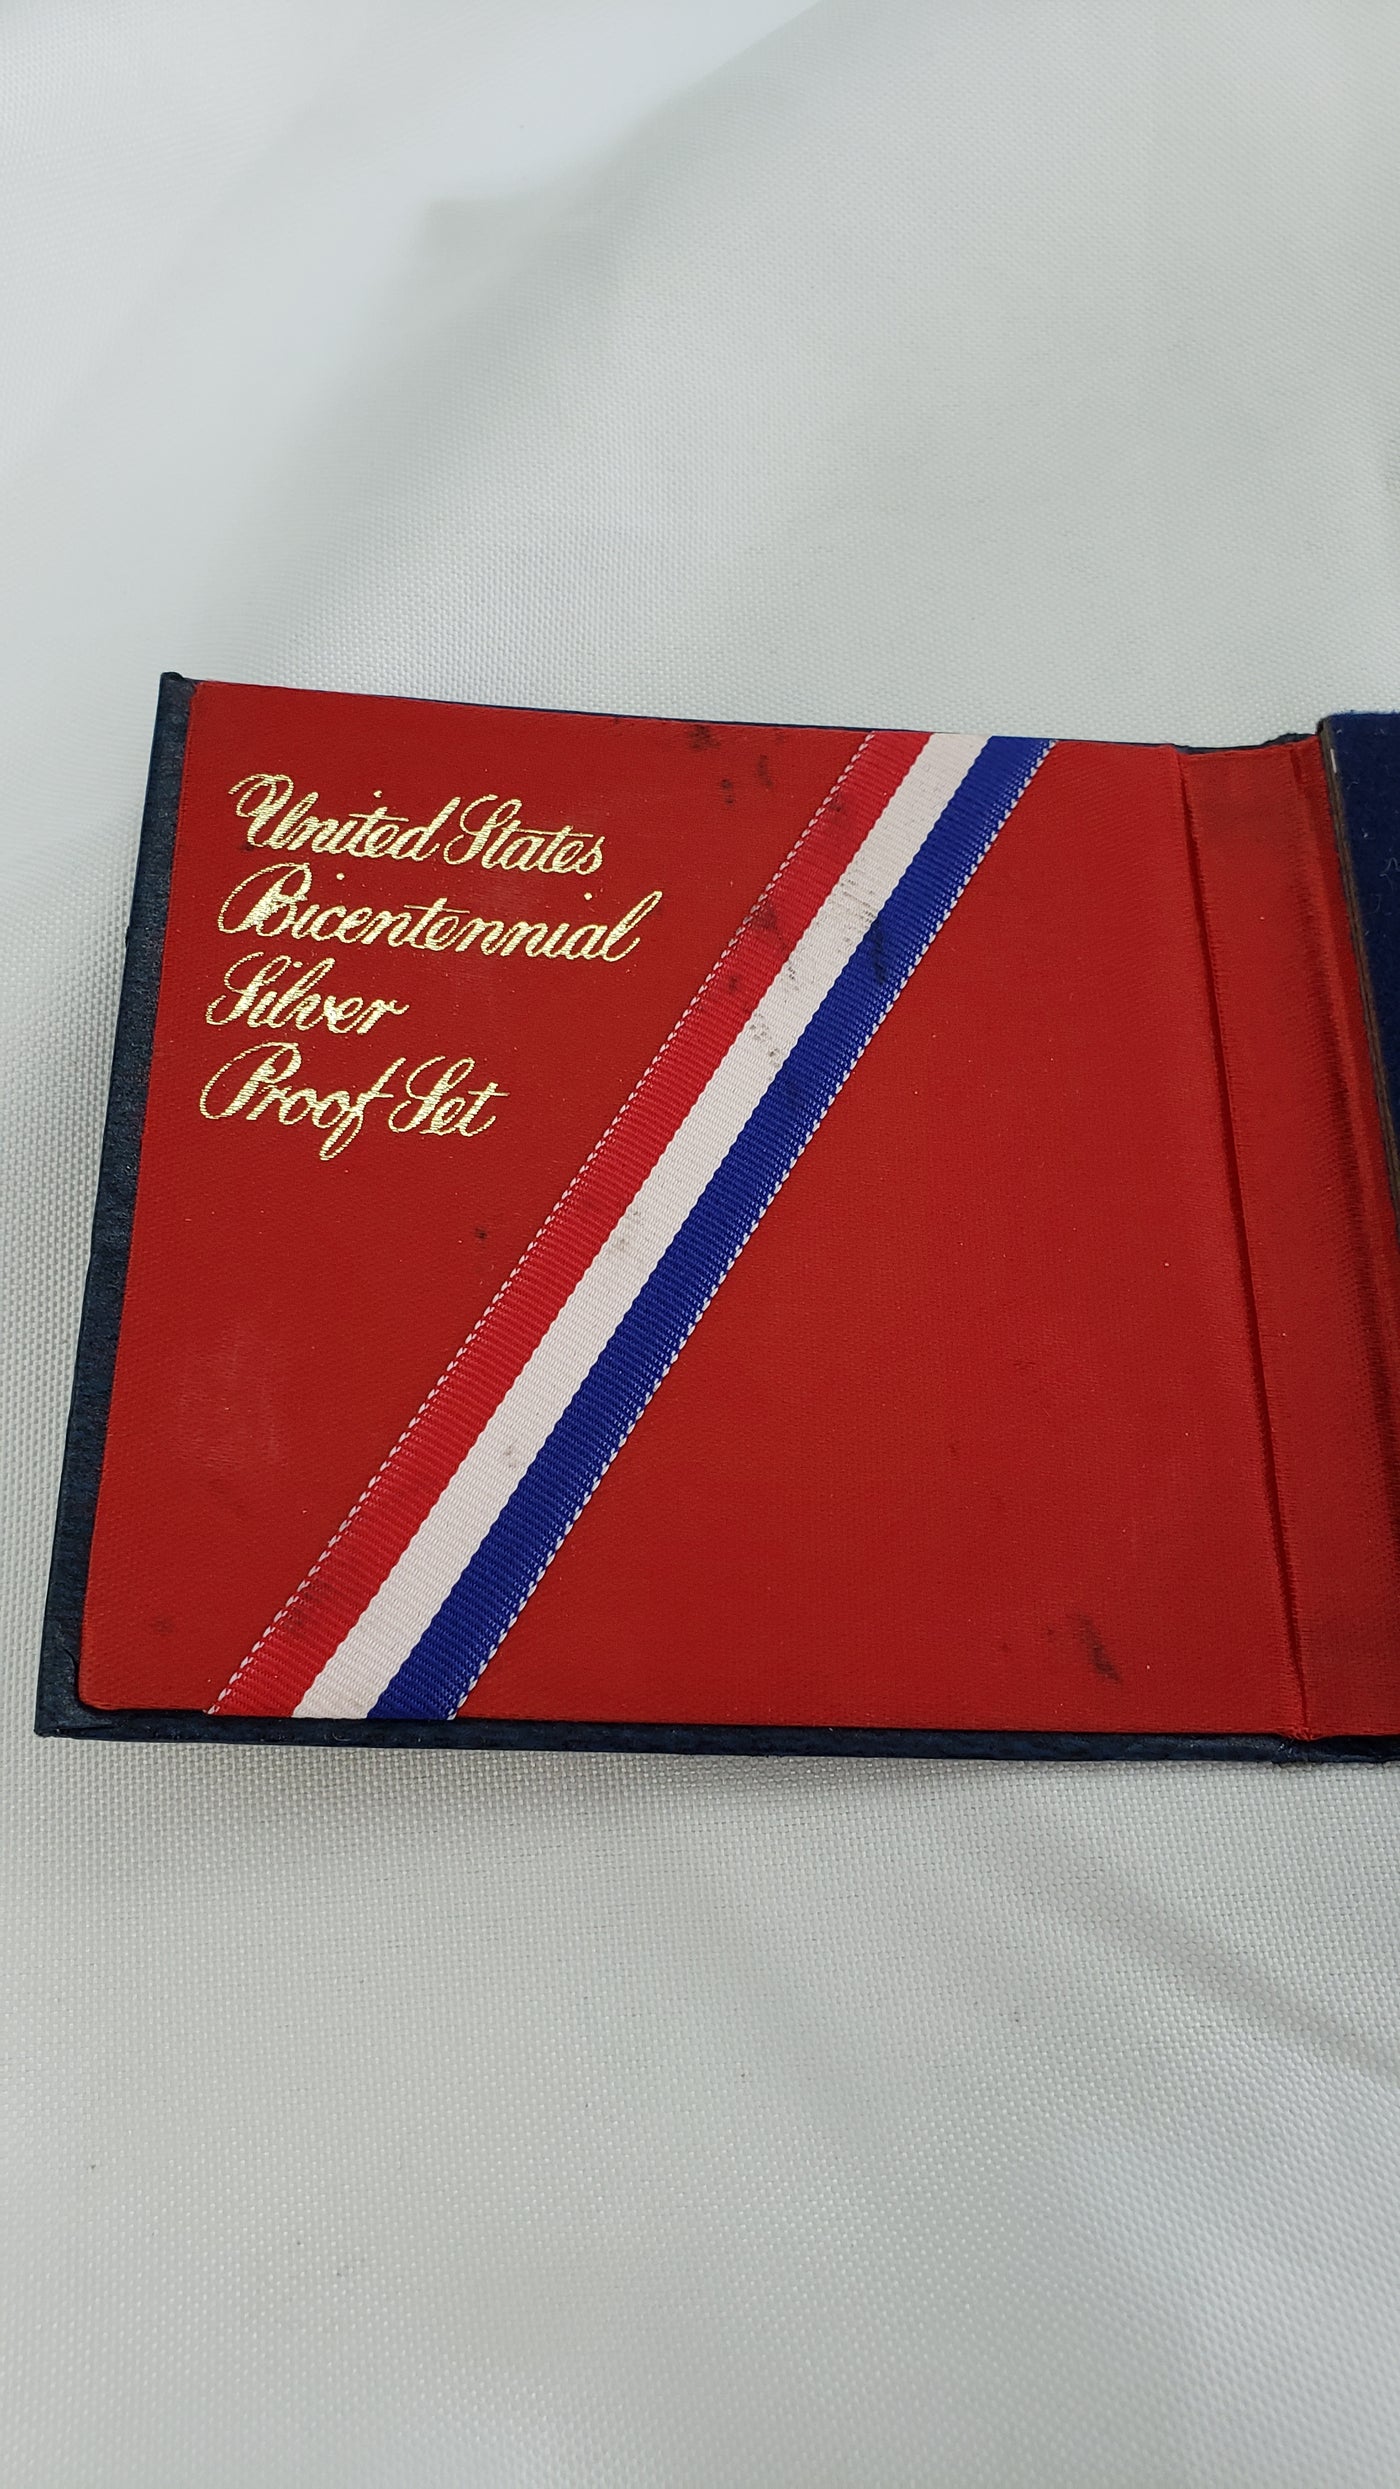 United States
Bicentennial
Silver
Proof Set